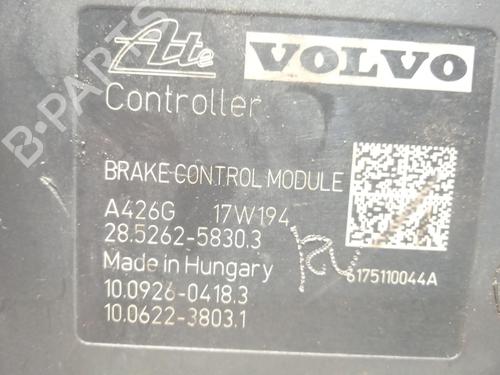 Ate VOLVO
Controller
BRAKE CONTROL MODULE
A426G 17W194
28.5262-5830.3
Made in Hungary
6175110044A
10.0926-0418.3
10.0622-3803.1
B-PARTS